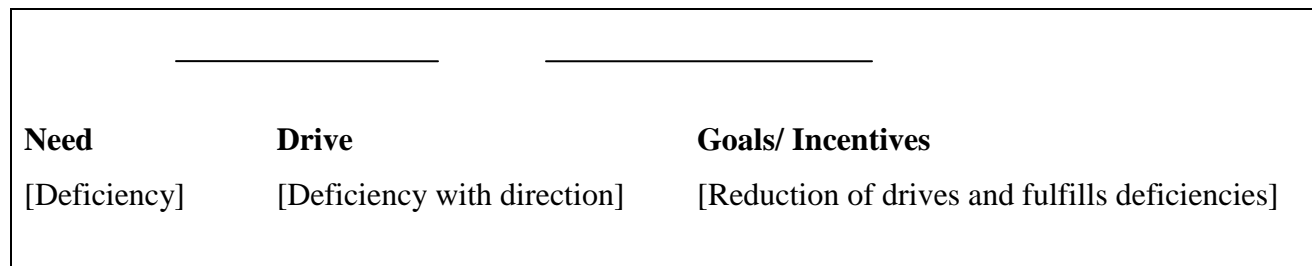 Need Drive Goals/ Incentives
[Deficiency] [Deficiency with direction] [Reduction of drives and fulfills deficiencies]